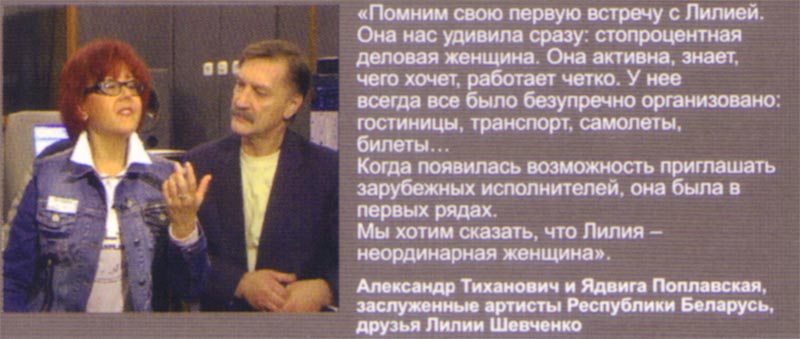 «Помним свою первую встречу с Лилией.
Она нас удивила сразу: стопроцентная
деловая женщина. Она активна, знает,
чего хочет, работает четко. У нее
всегда все было безупречно организовано:
гостиницы, транспорт, самолеты,
билеты…
Когда появилась возможность приглашать
зарубежных исполнителей, она была в
первых рядах.
Мы хотим сказать, что Лилия –
неординарная женщина».
Александр Тиханович и Ядвига Поплавская,
заслуженные артисты Республики Беларусь,
друзья Лилии Шевченко